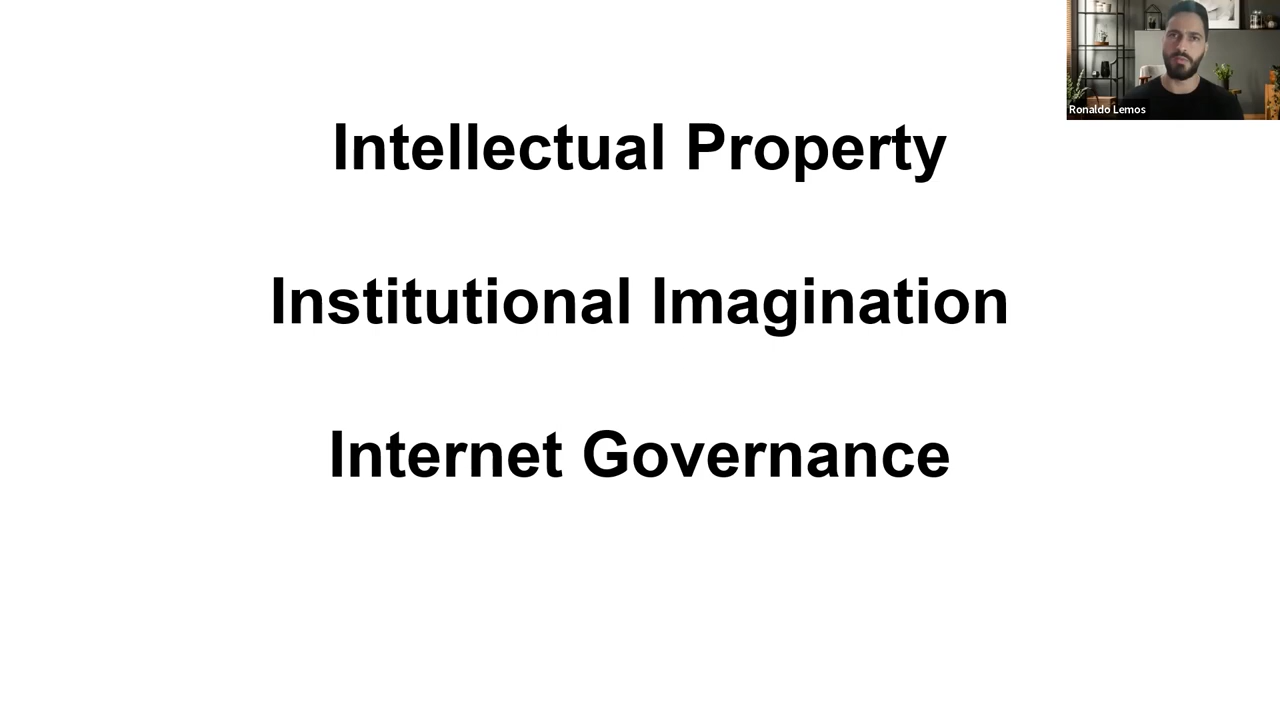 Ronaldo Lemos
Intellectual Property
Institutional Imagination
Internet Governance